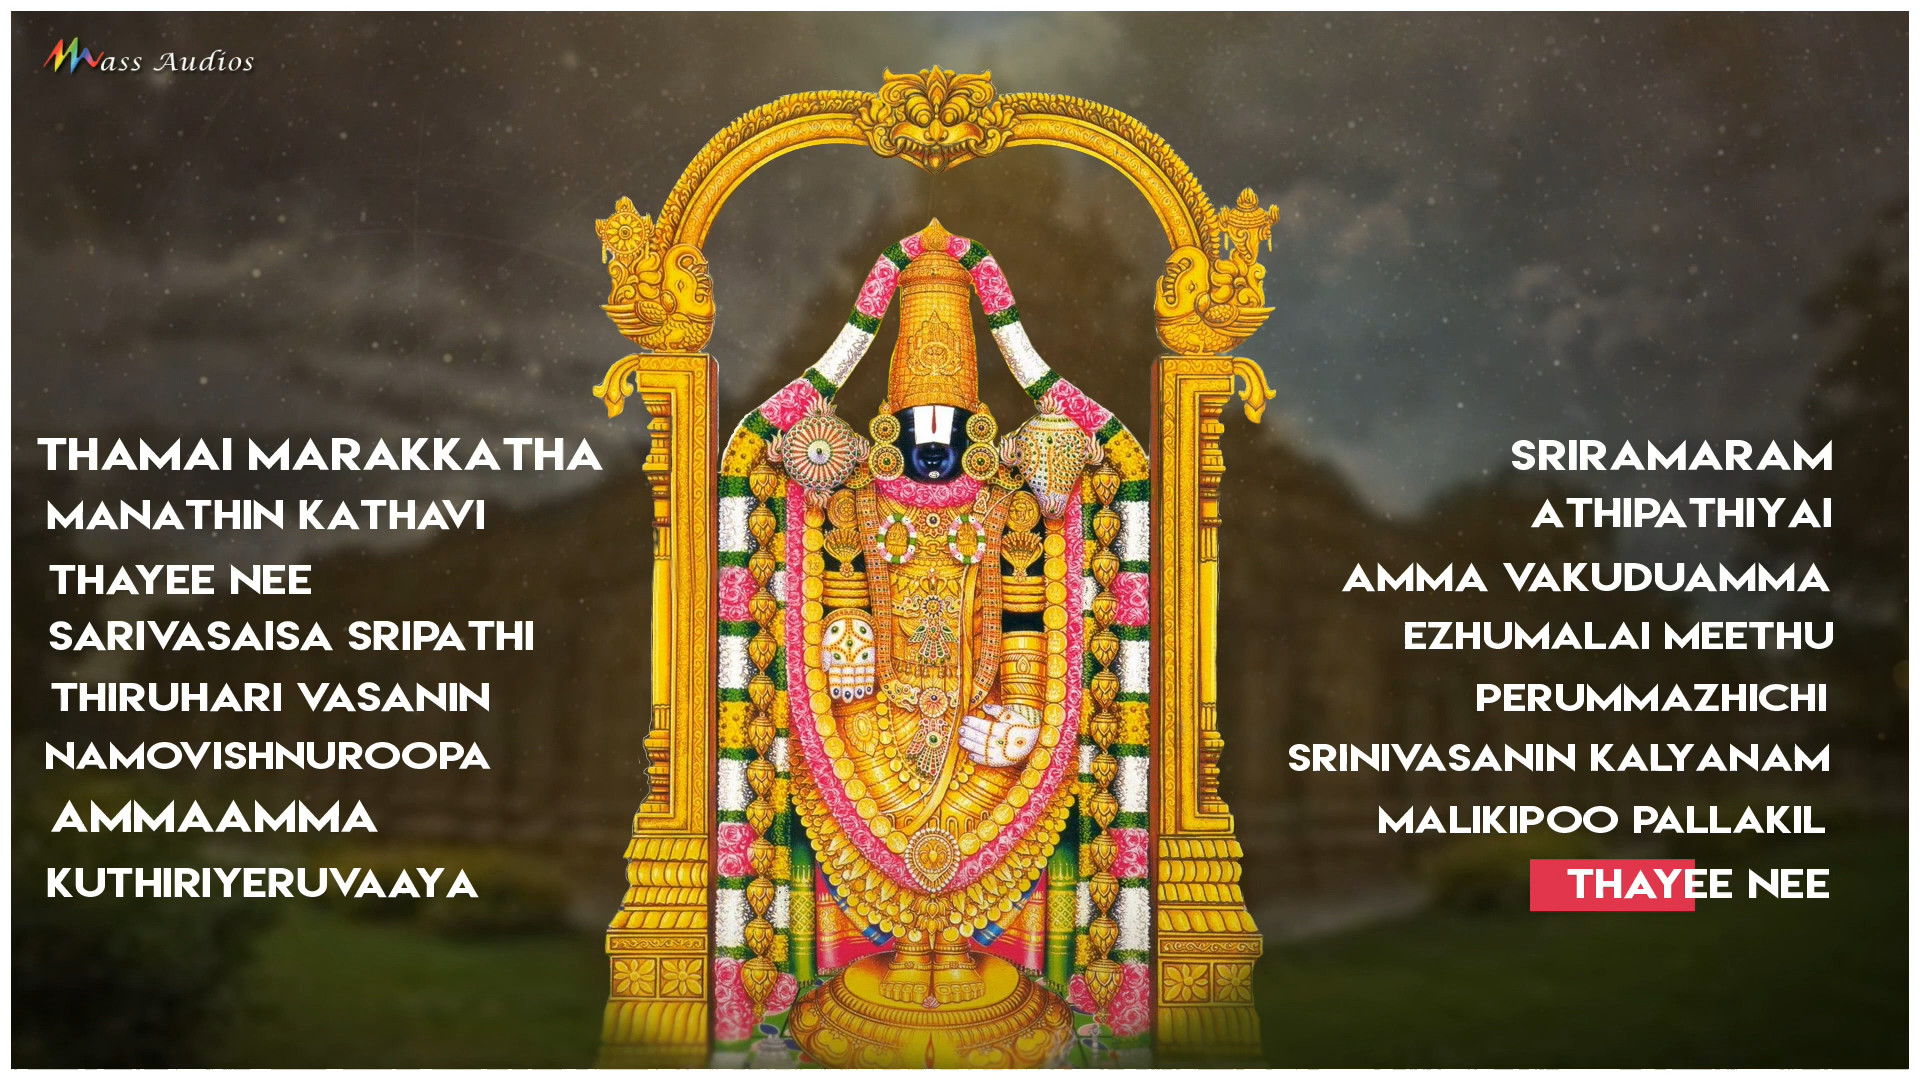 Mass Audios
THAMAI MARAKKATHA
MANATHIN KATHAVI
THAYEE NEE
SARIVASAISA SRIPATHI
THIRUHARI VASANIN
NAMOVISHNUROOPA
AMMAAMMA
KUTHIRIYERUVAAYA
SRIRAMARAM
ATHIPATHIYAI
AMMA VAKUDUAMMA
EZHUMALAI MEETHU
PERUMMAZHICHI
SRINIVASANIN KALYANAM
MALIKIPOO PALLAKIL
THAYEE NEE